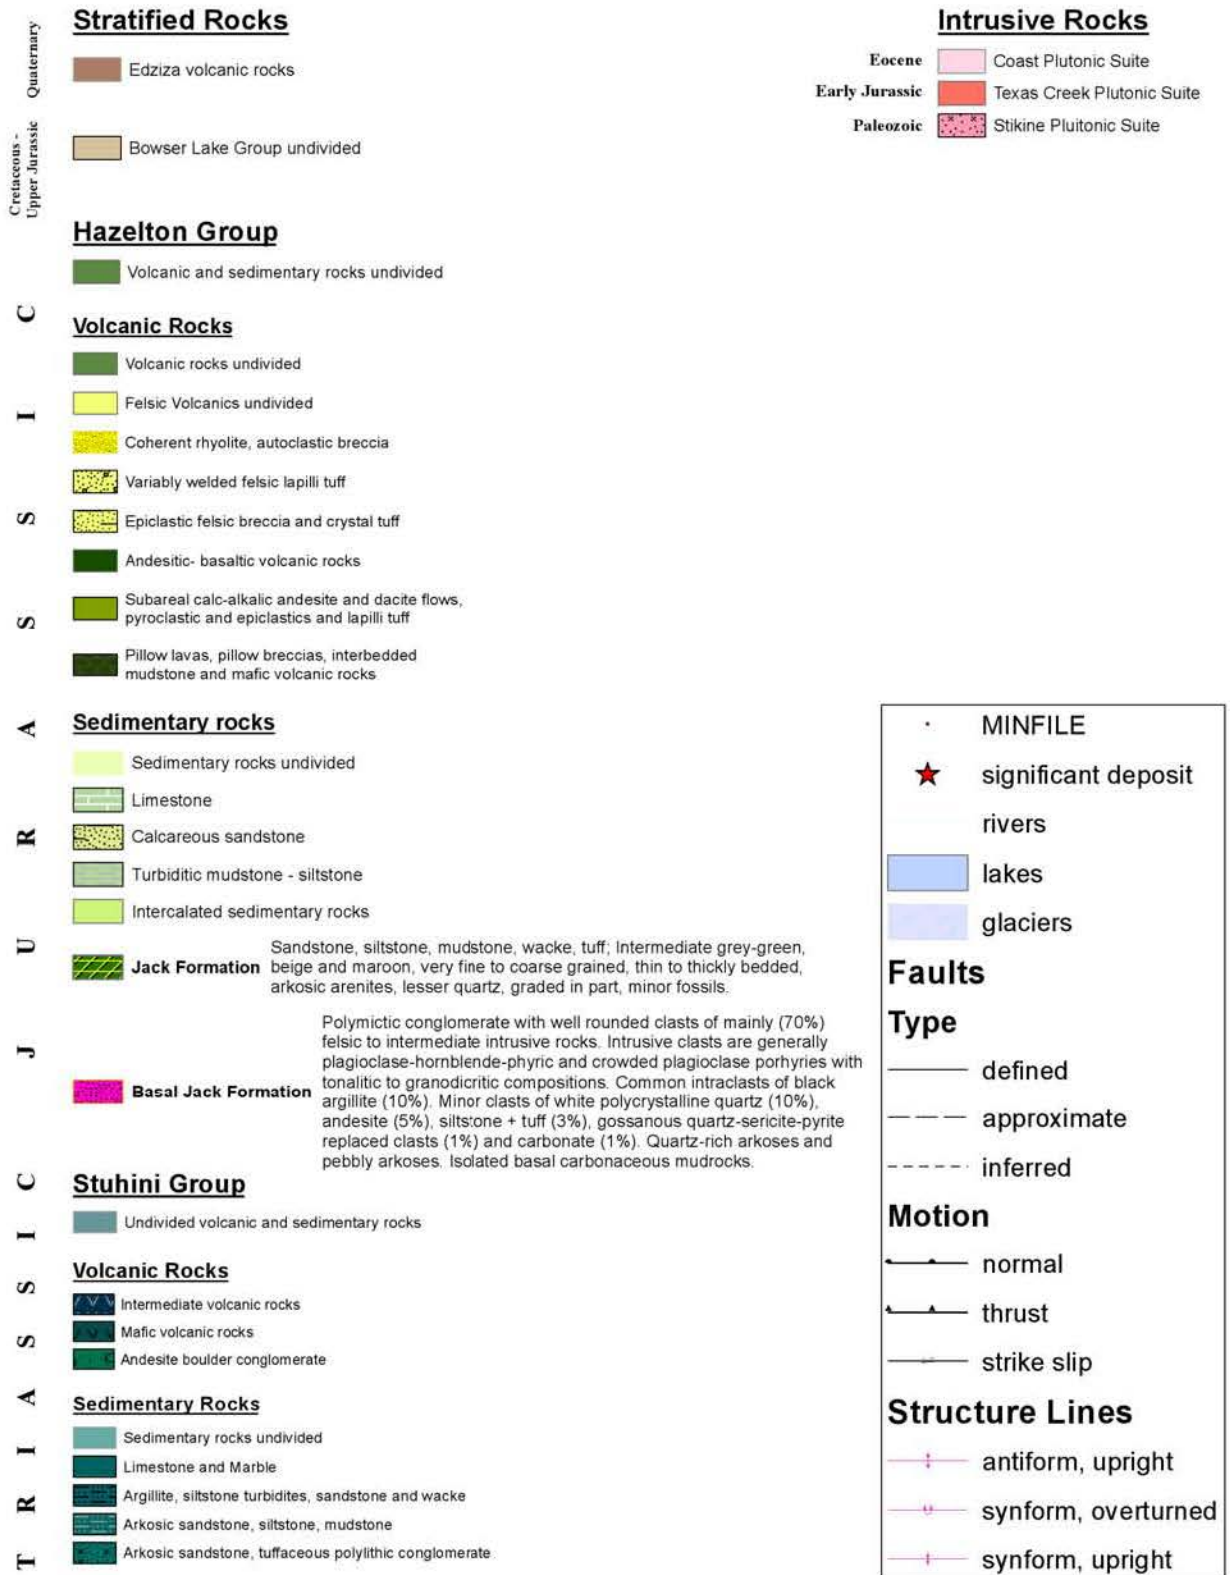 Stratified Rocks
Quaternary
Edziza volcanic rocks
Cretaceous -
Upper Jurassic
Bowser Lake Group undivided
Intrusive Rocks
Eocene Coast Plutonic Suite
Early Jurassic Texas Creek Plutonic Suite
Paleozoic Stikine Pluitonic Suite
JURASSIC
Hazelton Group
Volcanic and sedimentary rocks undivided
Volcanic Rocks
Volcanic rocks undivided
Felsic Volcanics undivided
Coherent rhyolite, autoclastic breccia
Variably welded felsic lapilli tuff
Epiclastic felsic breccia and crystal tuff
Andesitic- basaltic volcanic rocks
Subareal calc-alkalic andesite and dacite flows,
pyroclastic and epiclastics and lapilli tuff
Pillow lavas, pillow breccias, interbedded
mudstone and mafic volcanic rocks
Sedimentary rocks
Sedimentary rocks undivided
Limestone
Calcareous sandstone
Turbiditic mudstone - siltstone
Intercalated sedimentary rocks
Jack Formation
Sandstone, siltstone, mudstone, wacke, tuff; Intermediate grey-green,
beige and maroon, very fine to coarse grained, thin to thickly bedded,
arkosic arenites, lesser quartz, graded in part, minor fossils.
Basal Jack Formation
Polymictic conglomerate with well rounded clasts of mainly (70%)
felsic to intermediate intrusive rocks. Intrusive clasts are generally
plagioclase-hornblende-phyric and crowded plagioclase porphyries with
tonalitic to granodicritic compositions. Common intraclasts of black
argillite (10%). Minor clasts of white polycrystalline quartz (10%),
andesite (5%), siltstone + tuff (3%), gossanous quartz-sericite-pyrite
replaced clasts (1%) and carbonate (1%). Quartz-rich arkoses and
pebbly arkoses. Isolated basal carbonaceous mudrocks.
TRIASSIC
Stuhini Group
Undivided volcanic and sedimentary rocks
Volcanic Rocks
Intermediate volcanic rocks
Mafic volcanic rocks
Andesite boulder conglomerate
Sedimentary Rocks
Sedimentary rocks undivided
Limestone and Marble
Argillite, siltstone turbidites, sandstone and wacke
Arkosic sandstone, siltstone, mudstone
Arkosic sandstone, tuffaceous polylithic conglomerate
MINFILE
significant deposit
rivers
lakes
glaciers
Faults
Type
defined
approximate
inferred
Motion
normal
thrust
strike slip
Structure Lines
antiform, upright
synform, overturned
synform, upright